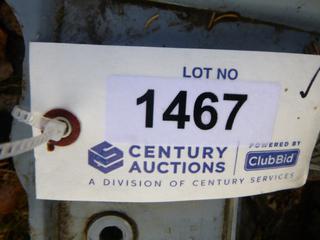 LOT NO
1467
CENTURY AUCTIONS
POWERED BY
ClubBid
A DIVISION OF CENTURY SERVICES